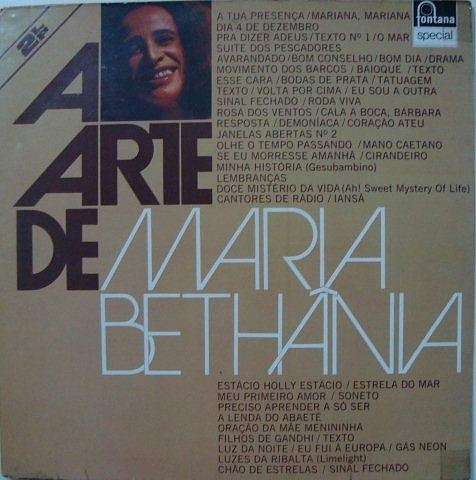 2 LP
fontana
special
A TUA PRESENÇA / MARIANA, MARIANA
DIA 4 DE DEZEMBRO
PRA DIZER ADEUS / TEXTO Nº 1 / O MAR
SUITE DOS PESCADORES
AVARANDADO / BOM CONSELHO / BOM DIA / DRAMA
MOVIMENTO DOS BARCOS / BAIOQUE / TEXTO
ESSE CARA / BODAS DE PRATA / TATUAGEM
TEXTO / VOLTA POR CIMA / EU SOU A OUTRA
SINAL FECHADO / RODA VIVA
ROSA DOS VENTOS / CALA A BOCA, BÁRBARA
RESPOSTA / DEMONÍACA / CORAÇÃO ATEU
JANELAS ABERTAS Nº 2
OLHE O TEMPO PASSANDO / MANO CAETANO
SE EU MORRESSE AMANHÃ / CIRANDEIRO
MINHA HISTÓRIA (Gesubambino)
LEMBRANÇAS
DOCE MISTÉRIO DA VIDA (Ah! Sweet Mystery Of Life)
CANTORES DE RÁDIO / IANSÃ
A
ARTE
DE MARIA
BETHÂNIA
ESTÁCIO HOLLY ESTÁCIO / ESTRELA DO MAR
MEU PRIMEIRO AMOR / SONETO
PRECISO APRENDER A SÓ SER
A LENDA DO ABAETÉ
ORAÇÃO DA MÃE MENININHA
FILHOS DE GANDHI / TEXTO
LUZ DA NOITE / EU FUI À EUROPA / GÁS NEON
LUZES DA RIBALTA (Limelight)
CHÃO DE ESTRELAS / SINAL FECHADO